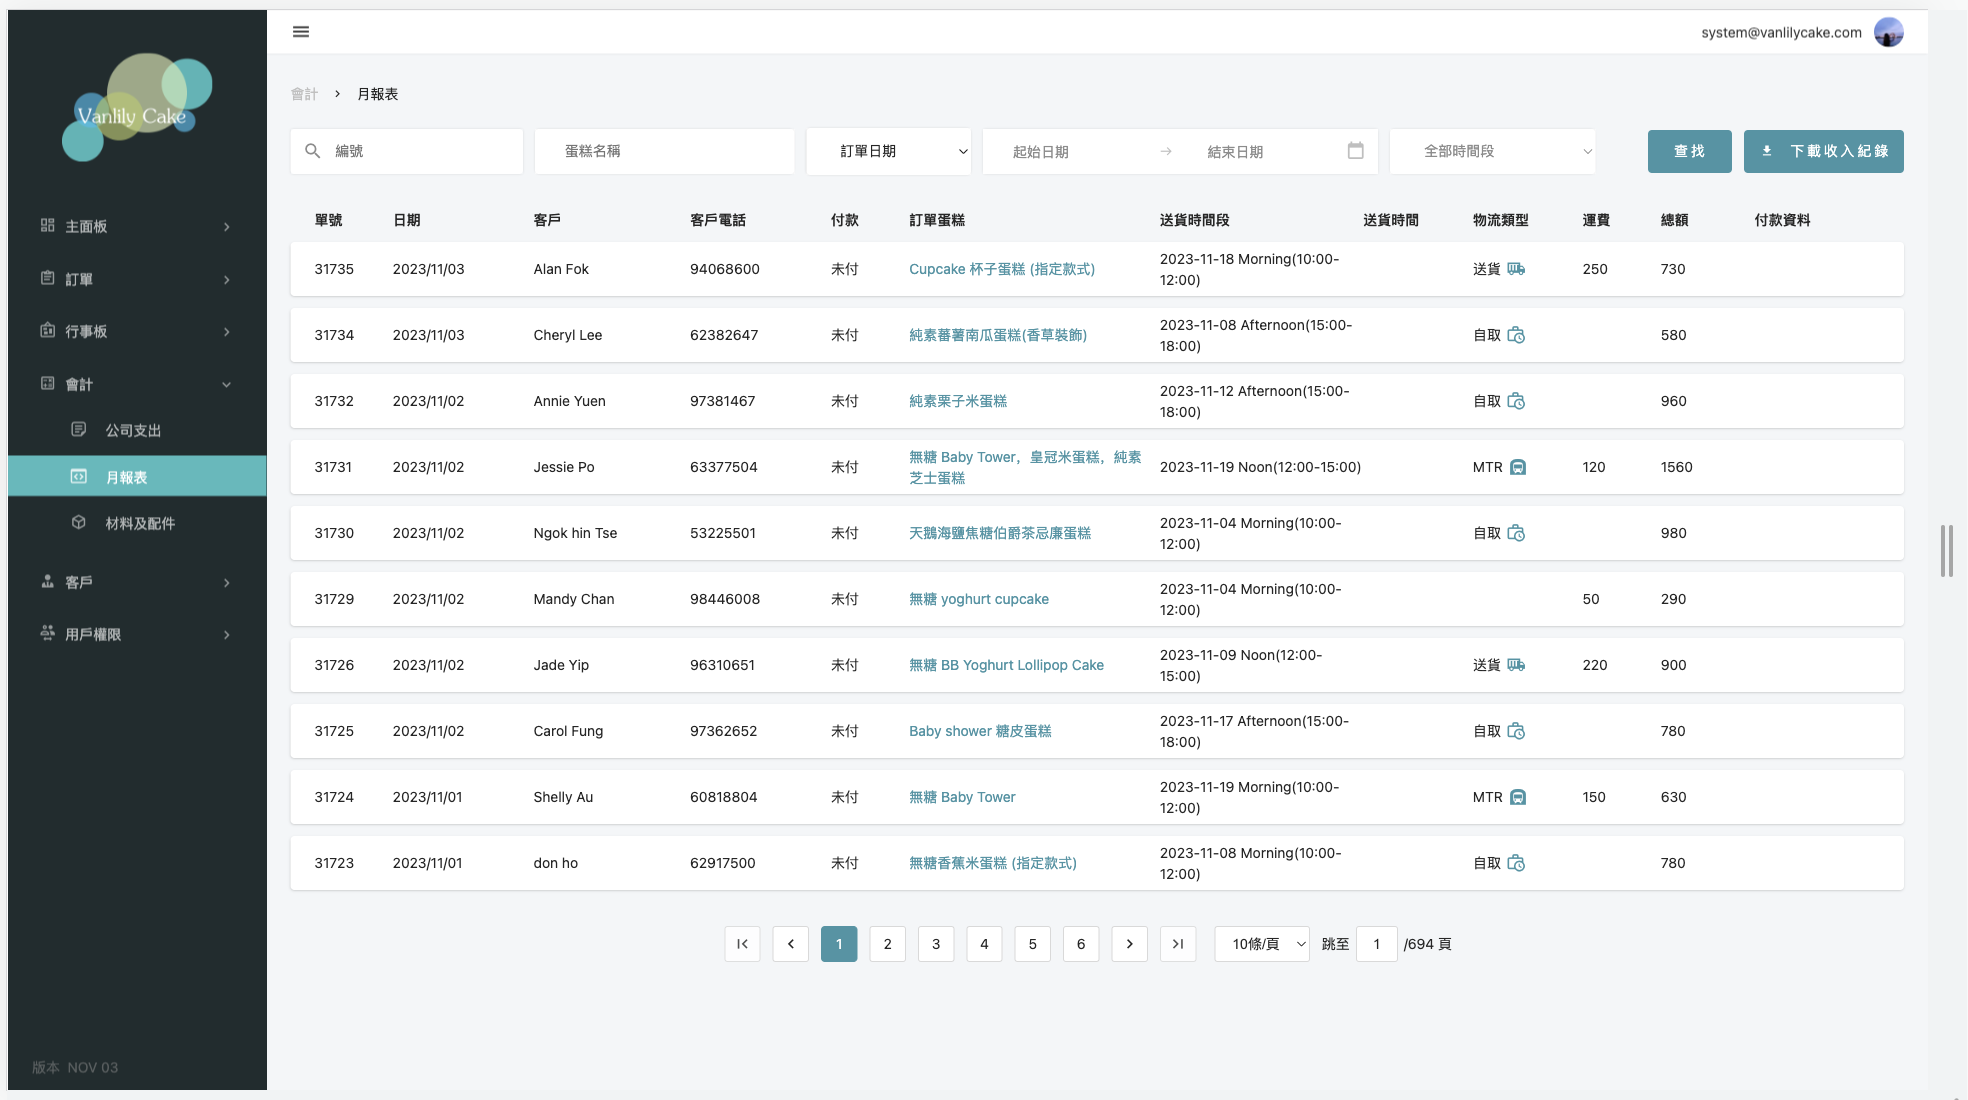 Vanlily Cake
system@vanlilycake.com
主面板
訂單
行事板
會計
公司支出
月報表
材料及配件
客戶
用戶權限
版本 NOV 03
會計 > 月報表
編號 蛋糕名稱 訂單日期 起始日期 → 結束日期 全部時間段 查找 下載收入紀錄
單號 日期 客戶 客戶電話 付款 訂單蛋糕 送貨時間段 送貨時間 物流類型 運費 總額 付款資料
31735 2023/11/03 Alan Fok 94068600 未付 Cupcake 杯子蛋糕 (指定款式) 2023-11-18 Morning(10:00-
12:00) 送貨 250 730
31734 2023/11/03 Cheryl Lee 62382647 未付 純素蕃薯南瓜蛋糕(香草裝飾) 2023-11-08 Afternoon(15:00-
18:00) 自取 580
31732 2023/11/02 Annie Yuen 97381467 未付 純素栗子米蛋糕 2023-11-12 Afternoon(15:00-
18:00) 自取 960
31731 2023/11/02 Jessie Po 63377504 未付 無糖 Baby Tower，皇冠米蛋糕，純素
芝士蛋糕 2023-11-19 Noon(12:00-15:00) MTR 120 1560
31730 2023/11/02 Ngok hin Tse 53225501 未付 天鵝海鹽焦糖伯爵茶忌廉蛋糕 2023-11-04 Morning(10:00-
12:00) 自取 980
31729 2023/11/02 Mandy Chan 98446008 未付 無糖 yoghurt cupcake 2023-11-04 Morning(10:00-
12:00) 50 290
31726 2023/11/02 Jade Yip 96310651 未付 無糖 BB Yoghurt Lollipop Cake 2023-11-09 Noon(12:00-
15:00) 送貨 220 900
31725 2023/11/02 Carol Fung 97362652 未付 Baby shower 糖皮蛋糕 2023-11-17 Afternoon(15:00-
18:00) 自取 780
31724 2023/11/01 Shelly Au 60818804 未付 無糖 Baby Tower 2023-11-19 Morning(10:00-
12:00) MTR 150 630
31723 2023/11/01 don ho 62917500 未付 無糖香蕉米蛋糕 (指定款式) 2023-11-08 Morning(10:00-
12:00) 自取 780
1 2 3 4 5 6 10條/頁 跳至 1 /694 頁